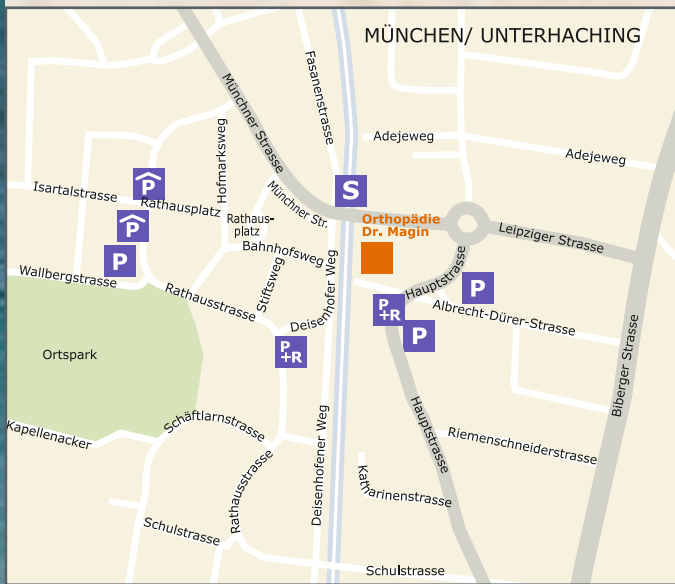 MÜNCHEN/ UNTERHACHING
Fasanenstrasse
Münchner Strasse
Adejeweg
Adejeweg
Hofmarksweg
P
S
Isartalstrasse
Rathausplatz
Münchner Str.
Rathaus-
platz
Orthopädie
Dr. Magin
P
Leipziger Strasse
Bahnhofsweg
P
Wallbergstrasse
Rathausstrasse
Stiftsweg
Deisenhofer Weg
Hauptstrasse
P
P
+R
Albrecht-Dürer-Strasse
P
P
+R
Ortspark
Biberger Strasse
Hauptstrasse
Schäftlarnstrasse
Kapellenacker
Riemenschneiderstrasse
Rathausstrasse
Deisenhofener Weg
Katharinenstrasse
Schulstrasse
Schulstrasse